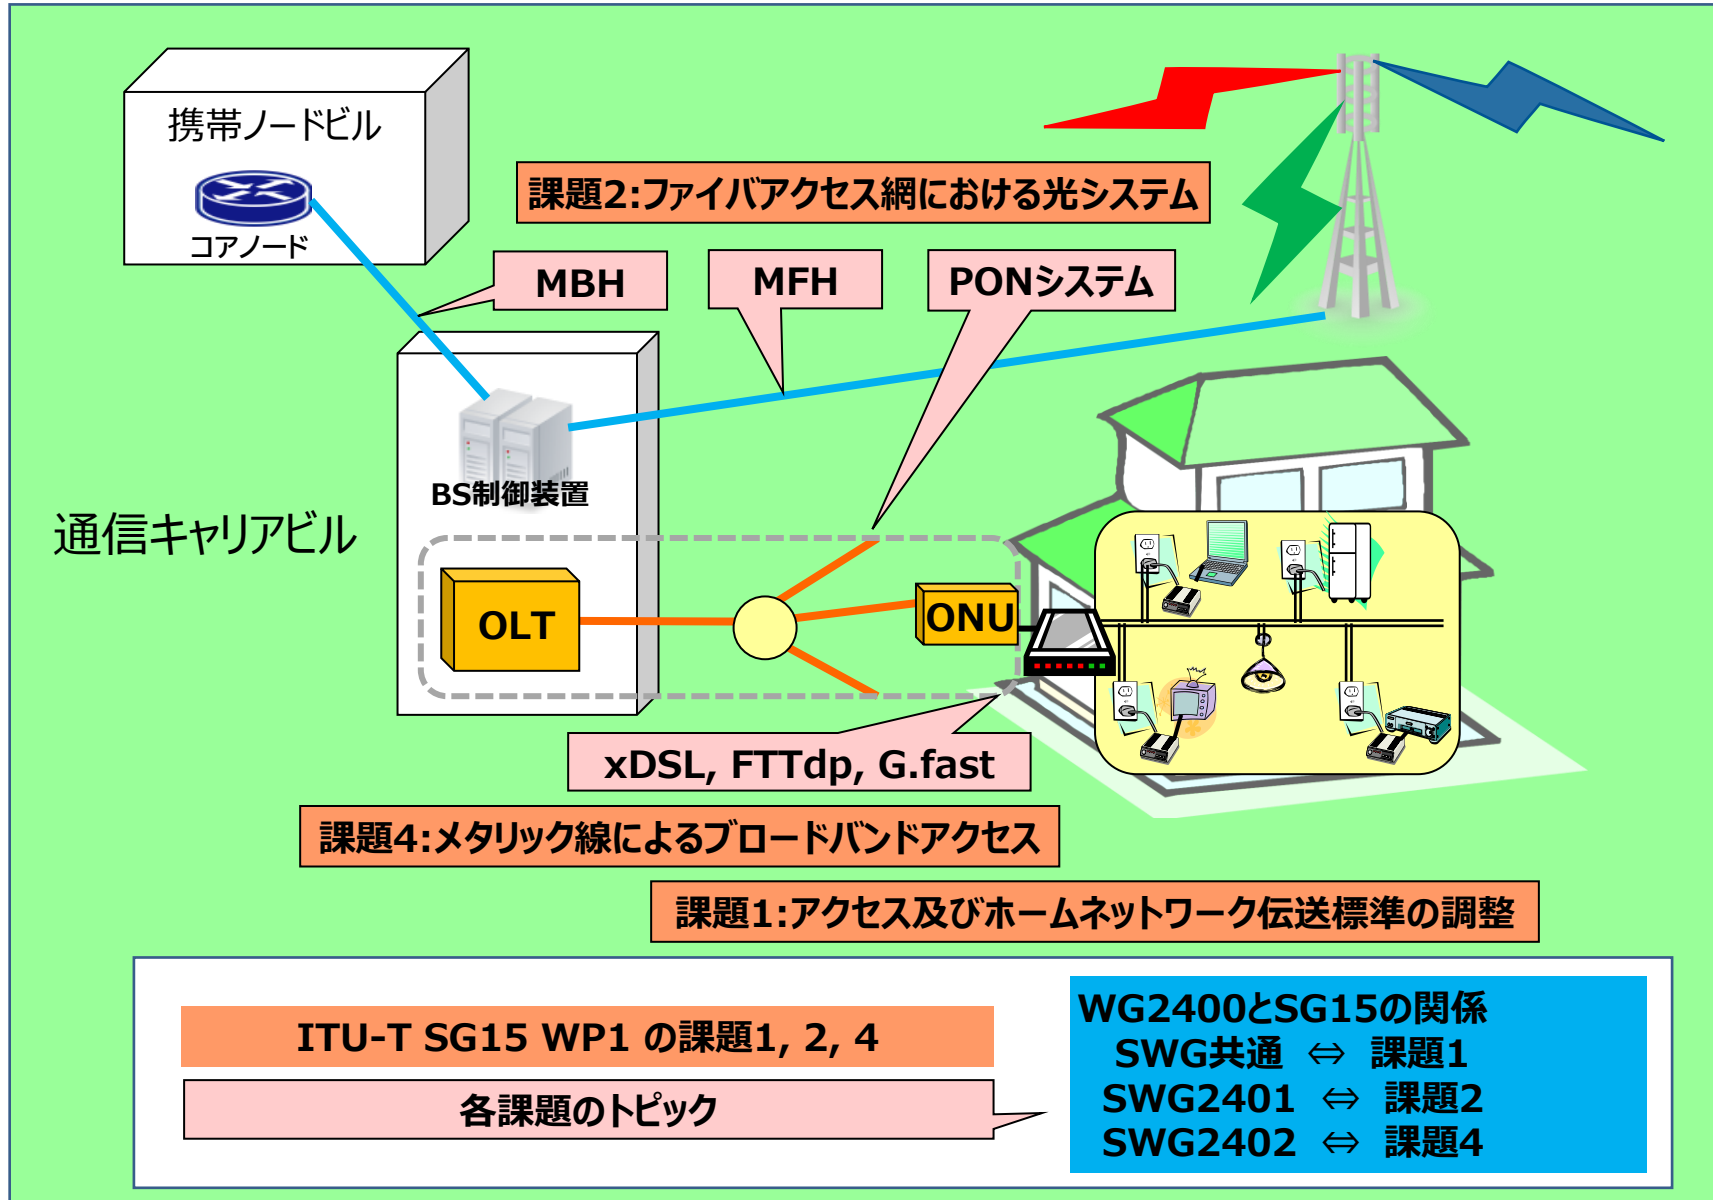 携帯ノードビル
コアノード
課題2:ファイバアクセス網における光システム
MBH
MFH
PONシステム
BS制御装置
通信キャリアビル
OLT
ONU
xDSL, FTTdp, G.fast
課題4:メタリック線によるブロードバンドアクセス
課題1:アクセス及びホームネットワーク伝送標準の調整
ITU-T SG15 WP1 の課題1, 2, 4
各課題のトピック
WG2400とSG15の関係
SWG共通 ⇔ 課題1
SWG2401 ⇔ 課題2
SWG2402 ⇔ 課題4